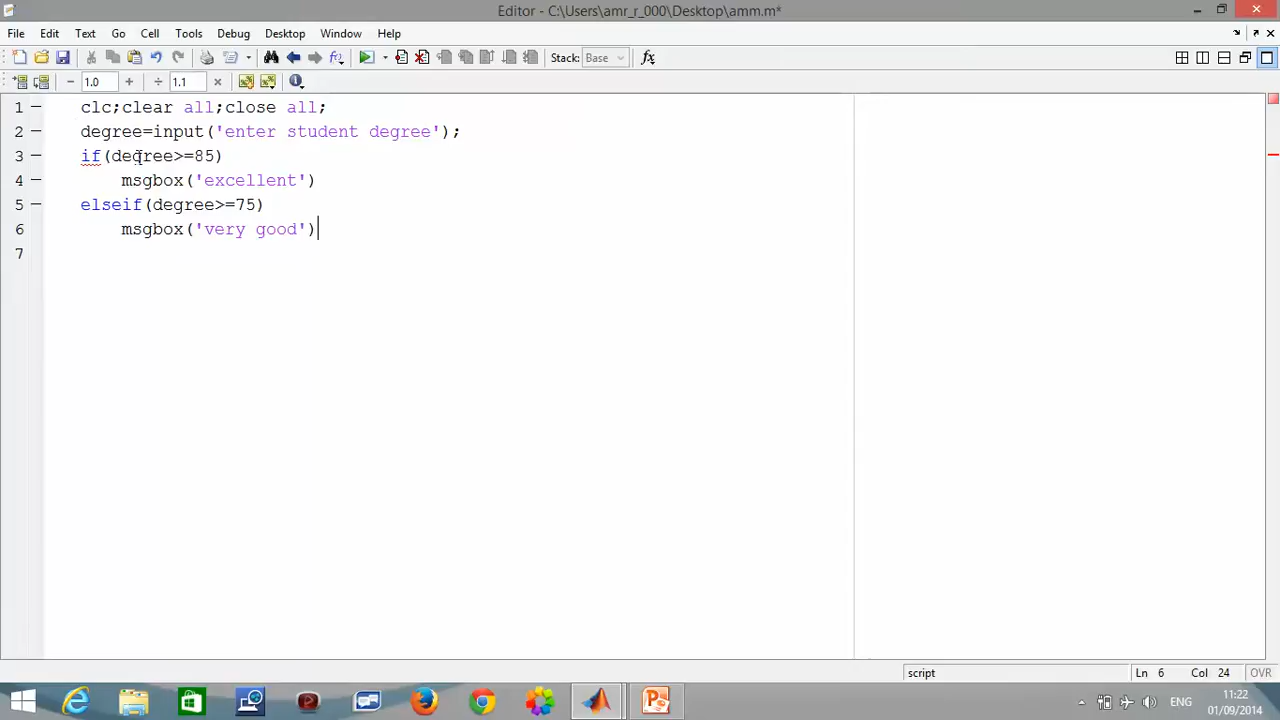 Editor - C:\Users\amr_r_000\Desktop\amm.m*
File Edit Text Go Cell Tools Debug Desktop Window Help
Stack: Base fx
− 1.0 + ÷ 1.1 ×
1 clc;clear all;close all;
2 degree=input('enter student degree');
3 if(degree>=85)
4 msgbox('excellent')
5 elseif(degree>=75)
6 msgbox('very good')
7
script Ln 6 Col 24 OVR
ENG 11:22
01/09/2014